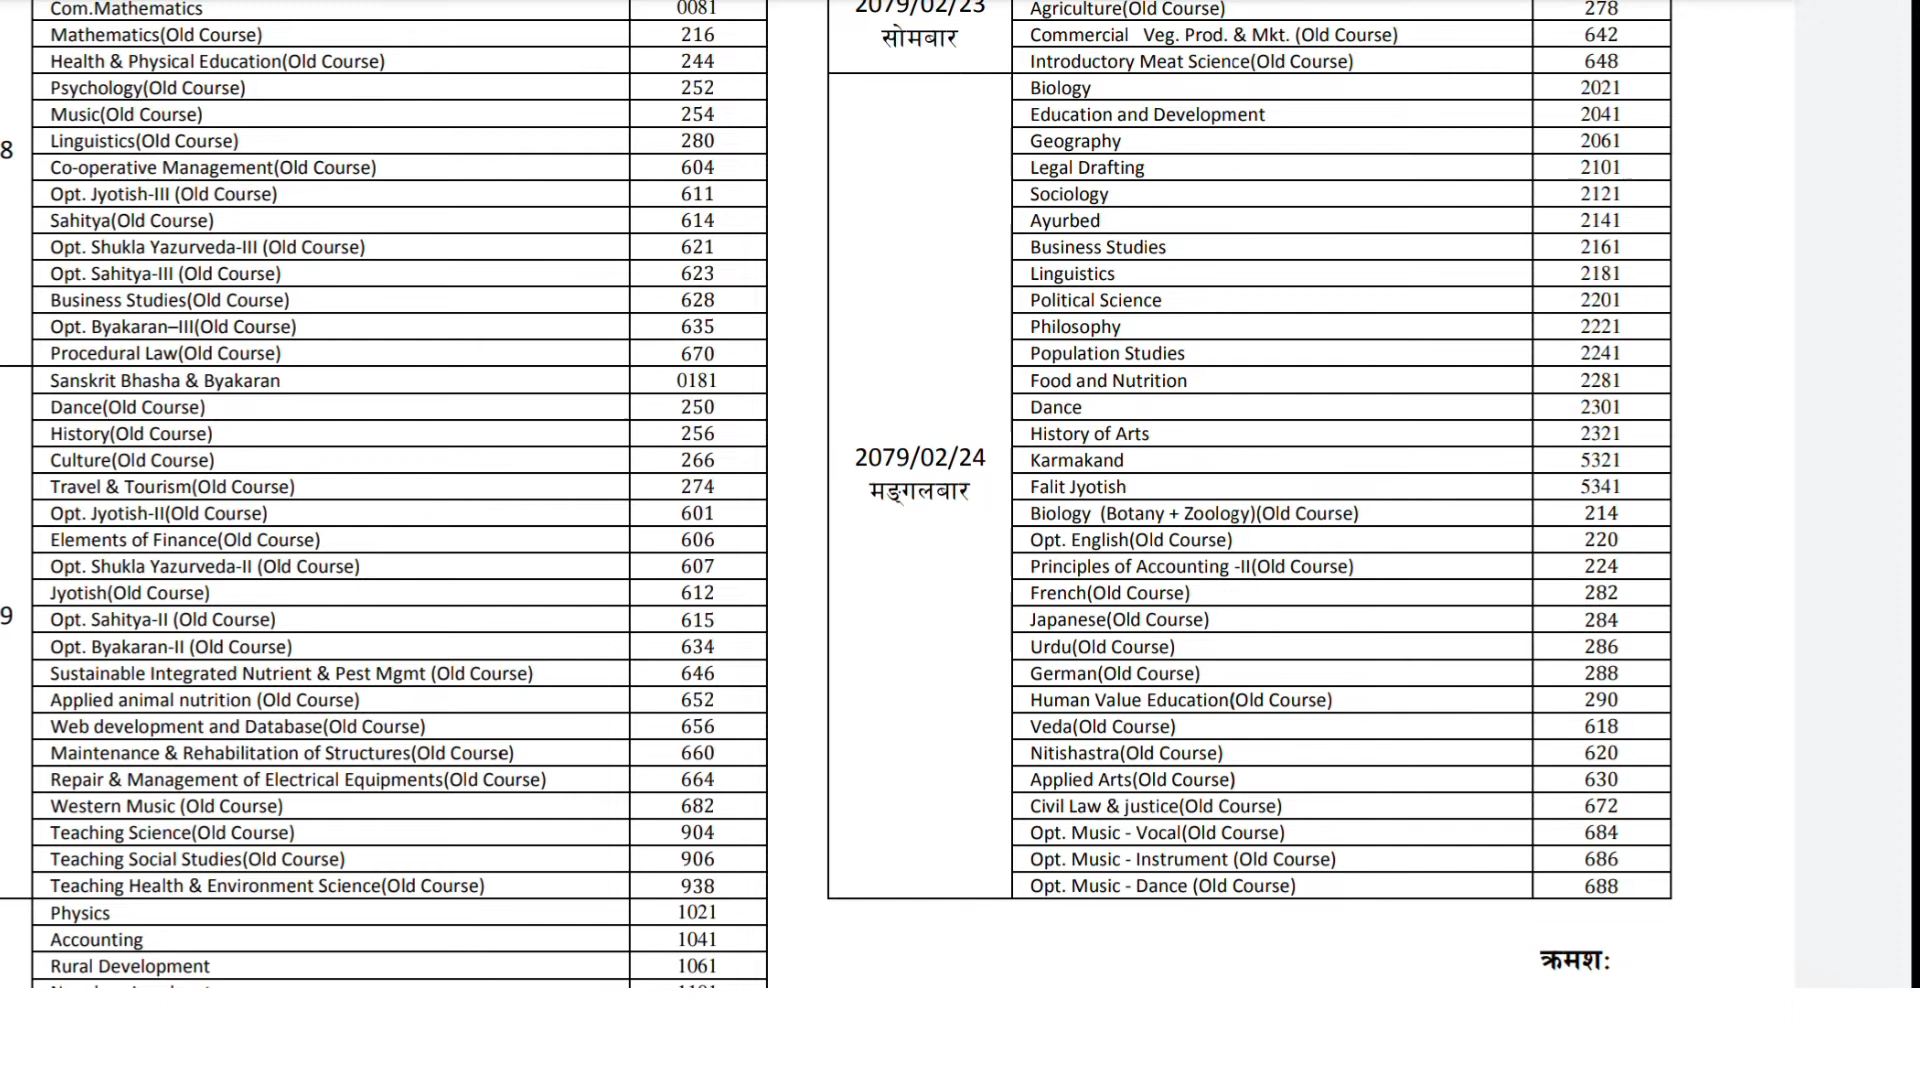 Com.Mathematics 0081
Mathematics(Old Course) 216
Health & Physical Education(Old Course) 244
Psychology(Old Course) 252
Music(Old Course) 254
8
Linguistics(Old Course) 280
Co-operative Management(Old Course) 604
Opt. Jyotish-III (Old Course) 611
Sahitya(Old Course) 614
Opt. Shukla Yazurveda-III (Old Course) 621
Opt. Sahitya-III (Old Course) 623
Business Studies(Old Course) 628
Opt. Byakaran–III(Old Course) 635
Procedural Law(Old Course) 670
Sanskrit Bhasha & Byakaran 0181
Dance(Old Course) 250
History(Old Course) 256
Culture(Old Course) 266
Travel & Tourism(Old Course) 274
Opt. Jyotish-II(Old Course) 601
Elements of Finance(Old Course) 606
Opt. Shukla Yazurveda-II (Old Course) 607
Jyotish(Old Course) 612
9
Opt. Sahitya-II (Old Course) 615
Opt. Byakaran-II (Old Course) 634
Sustainable Integrated Nutrient & Pest Mgmt (Old Course) 646
Applied animal nutrition (Old Course) 652
Web development and Database(Old Course) 656
Maintenance & Rehabilitation of Structures(Old Course) 660
Repair & Management of Electrical Equipments(Old Course) 664
Western Music (Old Course) 682
Teaching Science(Old Course) 904
Teaching Social Studies(Old Course) 906
Teaching Health & Environment Science(Old Course) 938
Physics 1021
Accounting 1041
Rural Development 1061
2079/02/23
सोमबार
Agriculture(Old Course) 278
Commercial Veg. Prod. & Mkt. (Old Course) 642
Introductory Meat Science(Old Course) 648
2079/02/24
मङ्गलबार
Biology 2021
Education and Development 2041
Geography 2061
Legal Drafting 2101
Sociology 2121
Ayurbed 2141
Business Studies 2161
Linguistics 2181
Political Science 2201
Philosophy 2221
Population Studies 2241
Food and Nutrition 2281
Dance 2301
History of Arts 2321
Karmakand 5321
Falit Jyotish 5341
Biology (Botany + Zoology)(Old Course) 214
Opt. English(Old Course) 220
Principles of Accounting -II(Old Course) 224
French(Old Course) 282
Japanese(Old Course) 284
Urdu(Old Course) 286
German(Old Course) 288
Human Value Education(Old Course) 290
Veda(Old Course) 618
Nitishastra(Old Course) 620
Applied Arts(Old Course) 630
Civil Law & justice(Old Course) 672
Opt. Music - Vocal(Old Course) 684
Opt. Music - Instrument (Old Course) 686
Opt. Music - Dance (Old Course) 688
क्रमशः